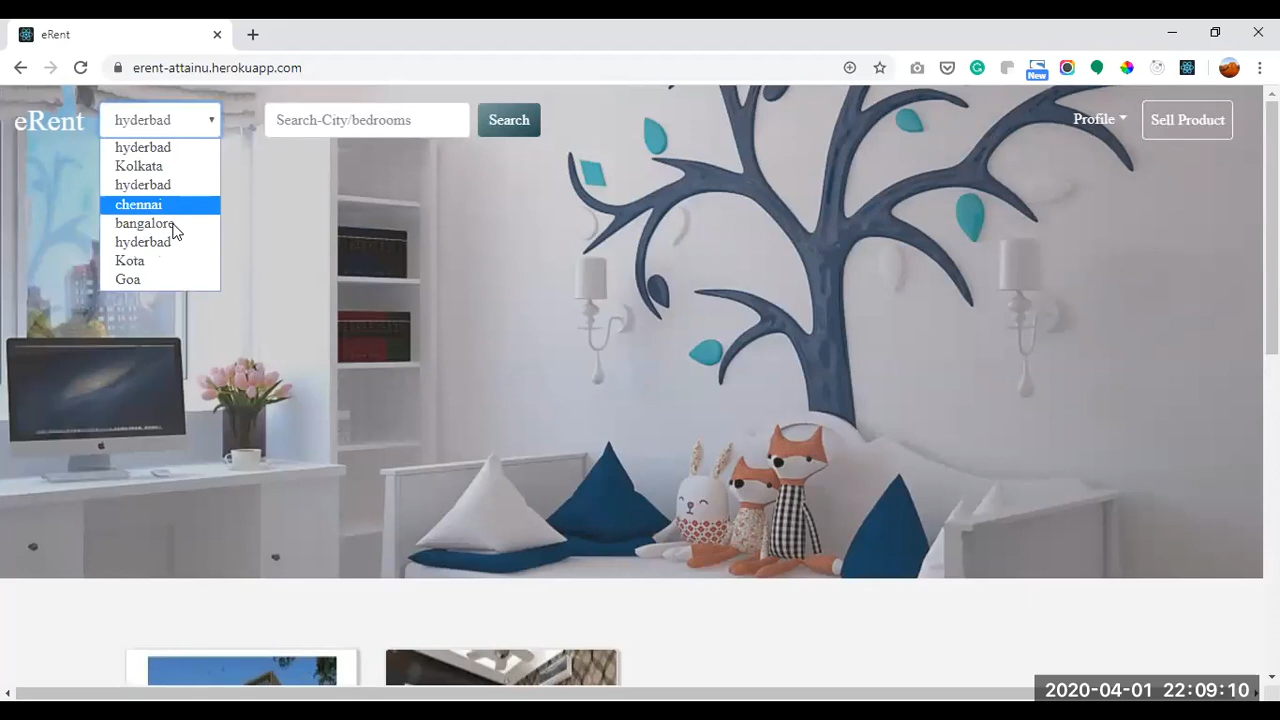 eRent
erent-attainu.herokuapp.com
New
eRent
hyderbad
Search-City/bedrooms
Search
Profile
Sell Product
hyderbad
Kolkata
hyderbad
chennai
bangalore
hyderbad
Kota
Goa
2020-04-01 22:09:10